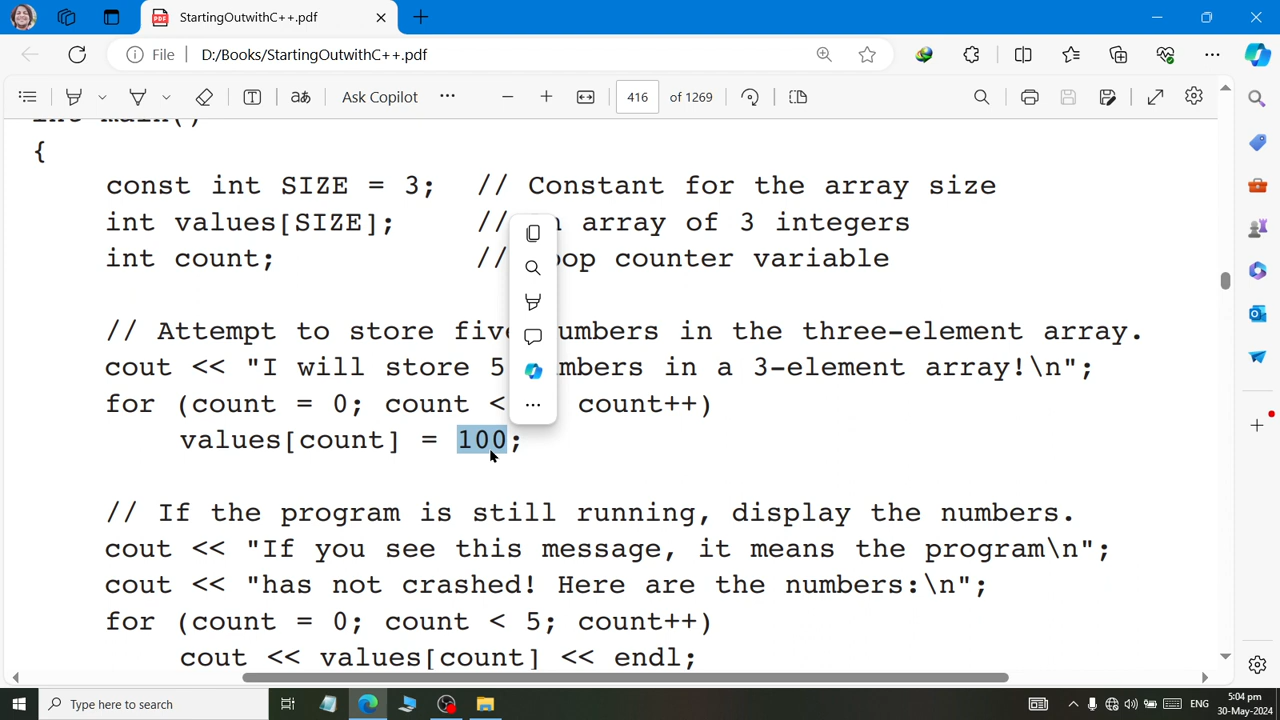 StartingOutwithC++.pdf
File
D:/Books/StartingOutwithC++.pdf
aあ
Ask Copilot
416
of 1269
{
const int SIZE = 3; // Constant for the array size
int values[SIZE]; // array of 3 integers
int count; // oop counter variable
// Attempt to store five umbers in the three-element array.
cout << "I will store 5 mbers in a 3-element array!\n";
for (count = 0; count < count++)
values[count] = 100;
// If the program is still running, display the numbers.
cout << "If you see this message, it means the program\n";
cout << "has not crashed! Here are the numbers:\n";
for (count = 0; count < 5; count++)
cout << values[count] << endl;
Type here to search
ENG
5:04 pm
30-May-2024